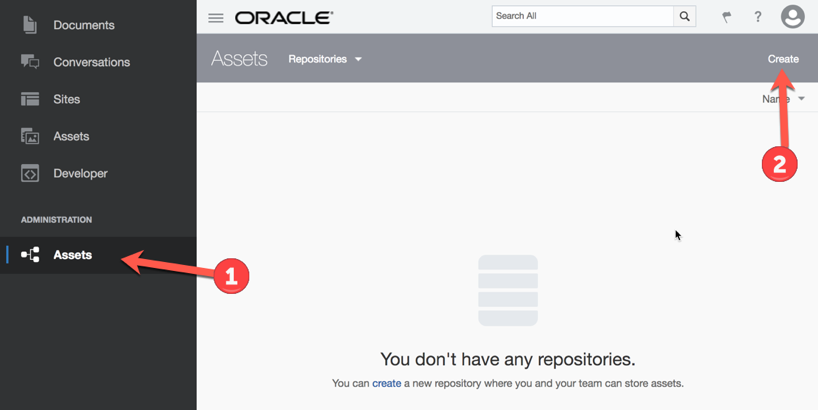 Documents
Conversations
Sites
Assets
Developer
ADMINISTRATION
Assets
1
ORACLE®
Search All
?
Assets
Repositories
Create
Name
2
You don't have any repositories.
You can create a new repository where you and your team can store assets.